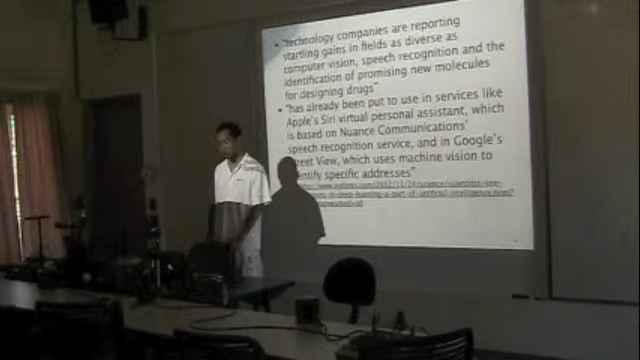 • "technology companies are reporting
startling gains in fields as diverse as
computer vision, speech recognition and the
identification of promising new molecules
for designing drugs"
• "has already been put to use in services like
Apple's Siri virtual personal assistant, which
is based on Nuance Communications'
speech recognition service, and in Google's
Street View, which uses machine vision to
identify specific addresses"